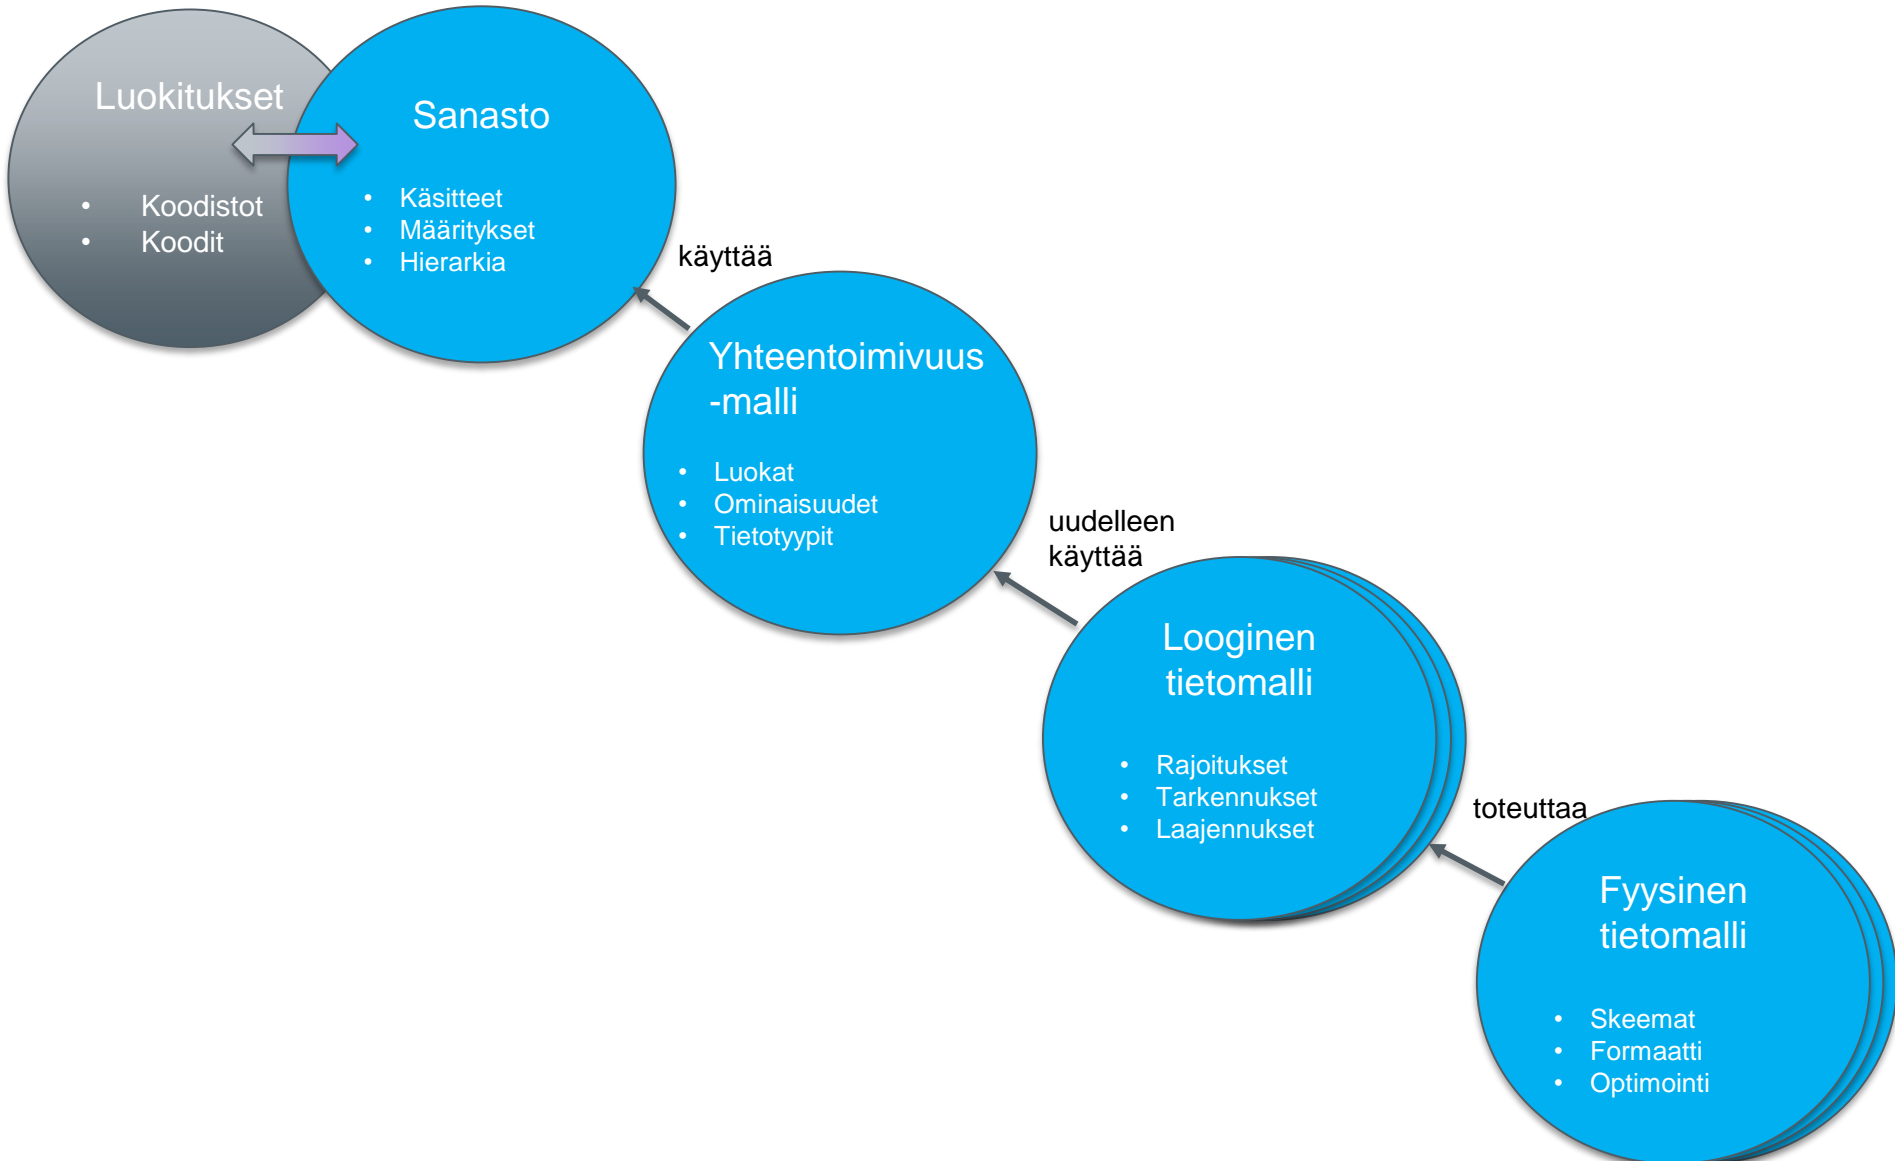 Luokitukset
• Koodistot
• Koodit
Sanasto
• Käsitteet
• Määritykset
• Hierarkia
käyttää
Yhteentoimivuus
-malli
• Luokat
• Ominaisuudet
• Tietotyypit
uudelleen
käyttää
Looginen
tietomalli
• Rajoitukset
• Tarkennukset
• Laajennukset
toteuttaa
Fyysinen
tietomalli
• Skeemat
• Formaatti
• Optimointi